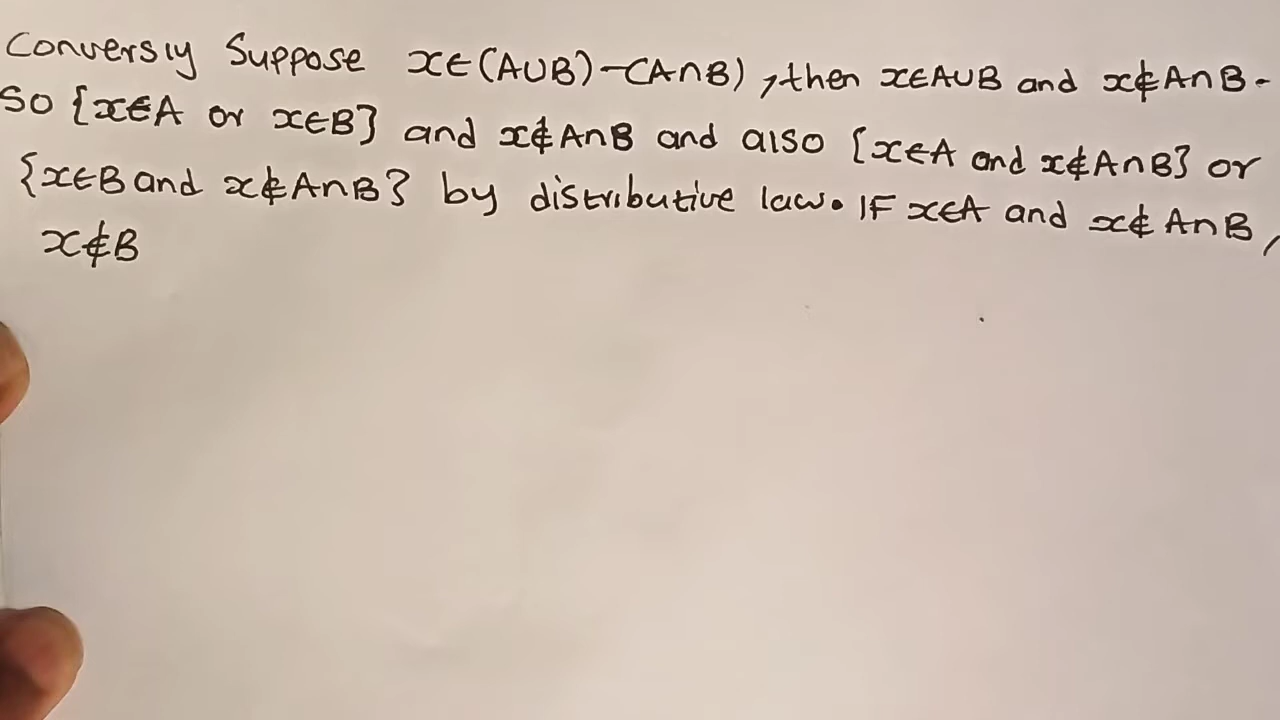 Conversly Suppose x∈(A∪B)-(A∩B), then x∈A∪B and x∉A∩B.
So {x∈A or x∈B} and x∉A∩B and also {x∈A and x∉A∩B} or
{x∈B and x∉A∩B} by distributive law. IF x∈A and x∉A∩B,
x∉B